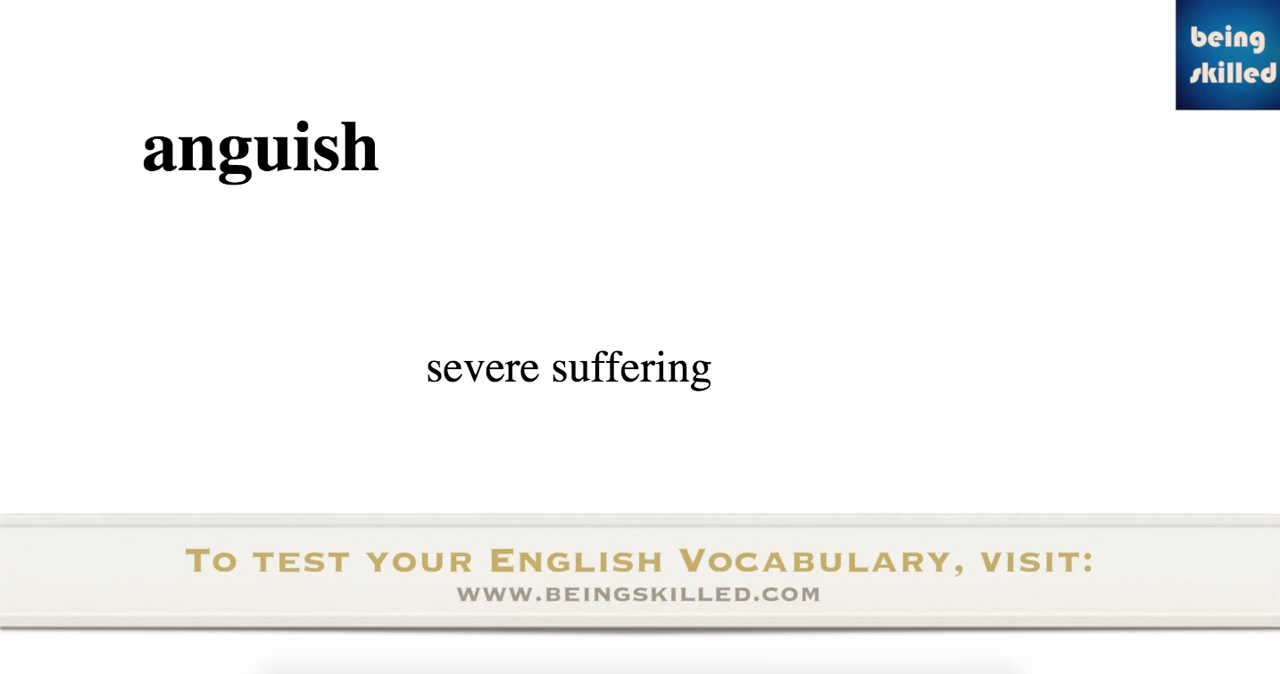 being
skilled
anguish
severe suffering
To test your English Vocabulary, visit:
www.beingskilled.com